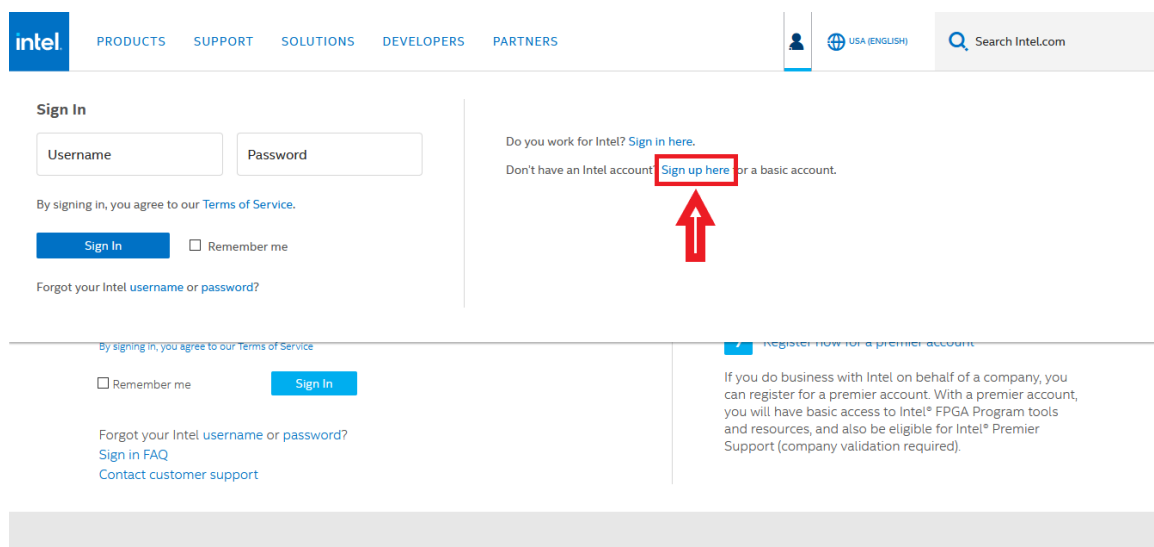 intel.
PRODUCTS SUPPORT SOLUTIONS DEVELOPERS PARTNERS
USA (ENGLISH)
Search Intel.com
Sign In
Username
Password
By signing in, you agree to our Terms of Service.
Sign In
Remember me
Forgot your Intel username or password?
Do you work for Intel? Sign in here.
Don't have an Intel account? Sign up here for a basic account.
By signing in, you agree to our Terms of Service
Remember me
Sign In
Forgot your Intel username or password?
Sign in FAQ
Contact customer support
Register now for a premier account
If you do business with Intel on behalf of a company, you
can register for a premier account. With a premier account,
you will have basic access to Intel® FPGA Program tools
and resources, and also be eligible for Intel® Premier
Support (company validation required).